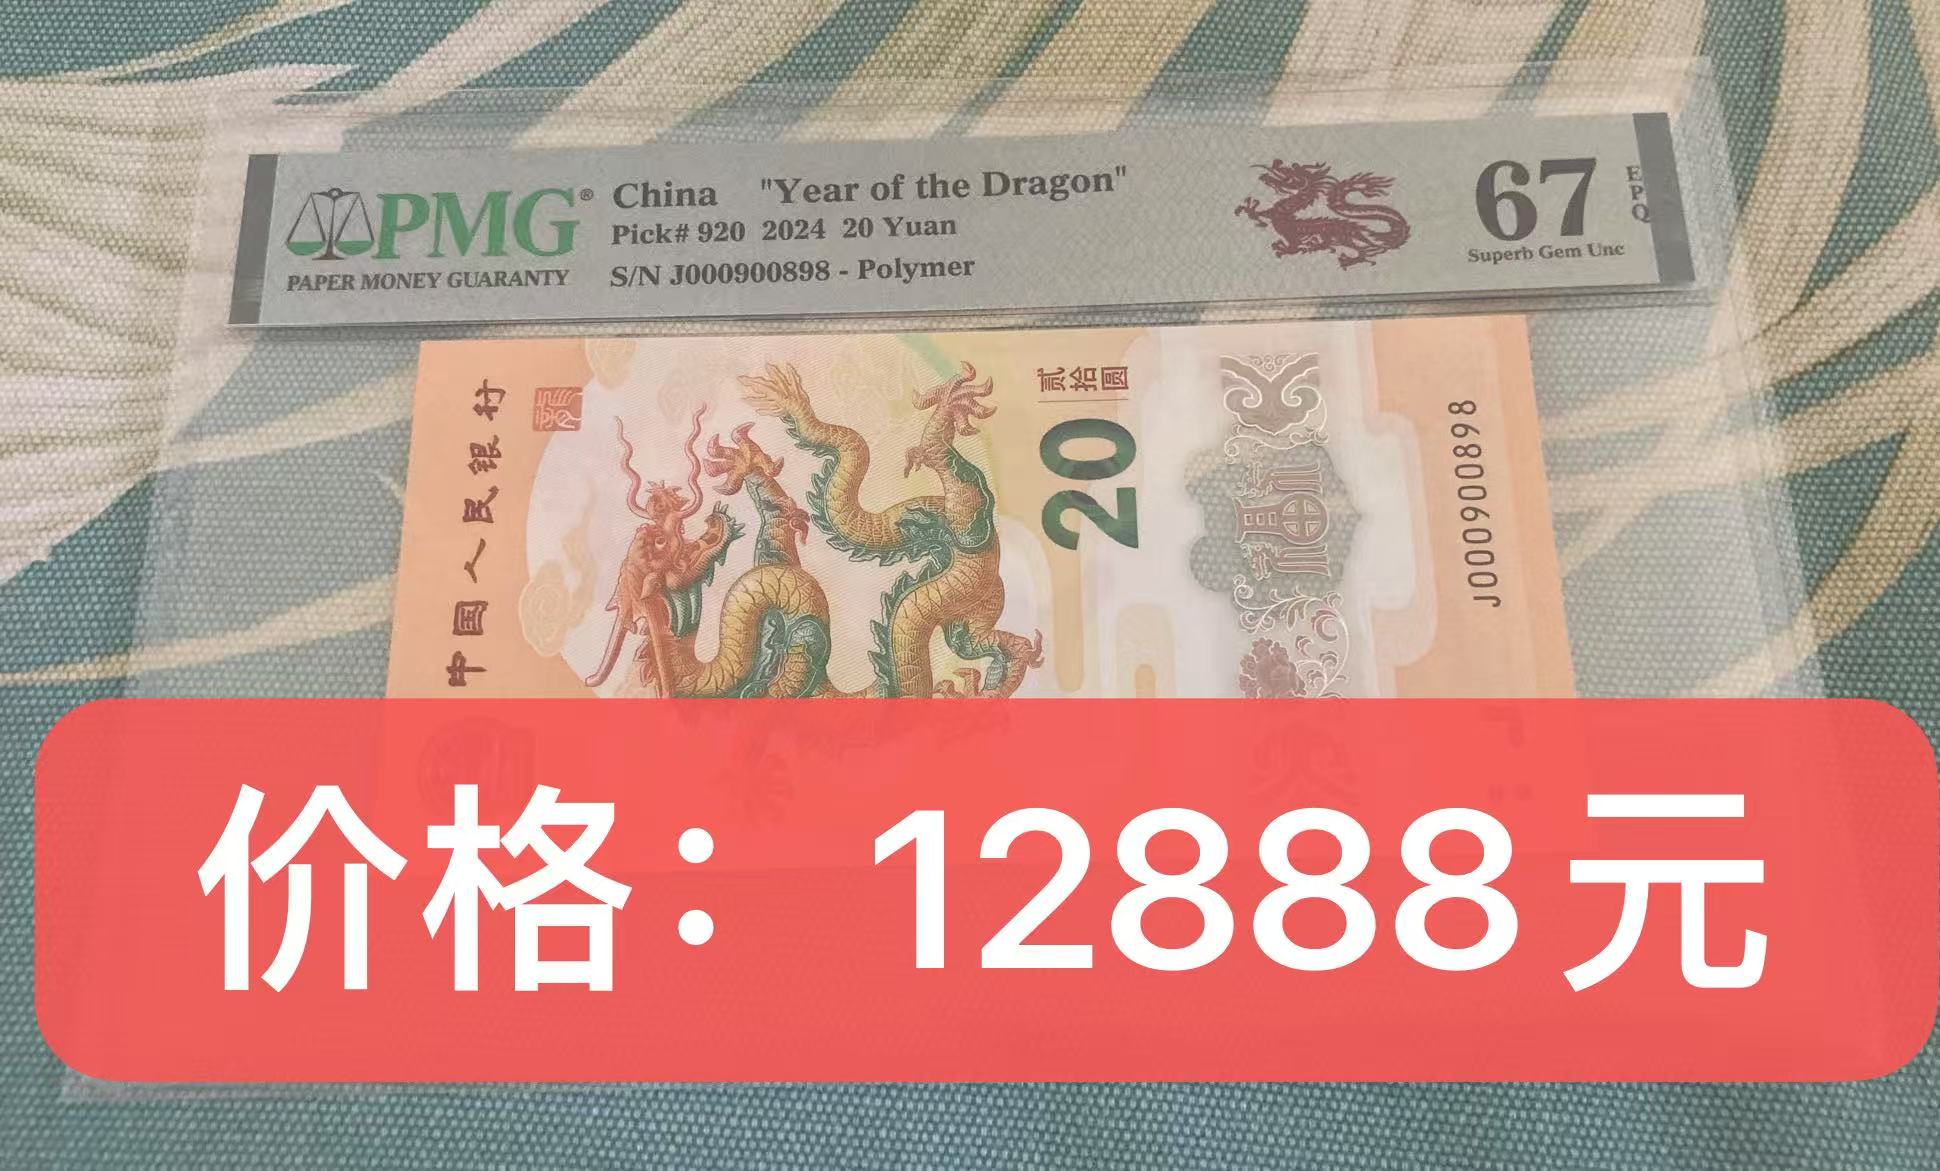 PMG® China "Year of the Dragon"
Pick# 920 2024 20 Yuan
PAPER MONEY GUARANTY S/N J000900898 - Polymer
67 EPQ
Superb Gem Unc
中国人民银行
贰拾圆
20
J000900898
价格：12888元